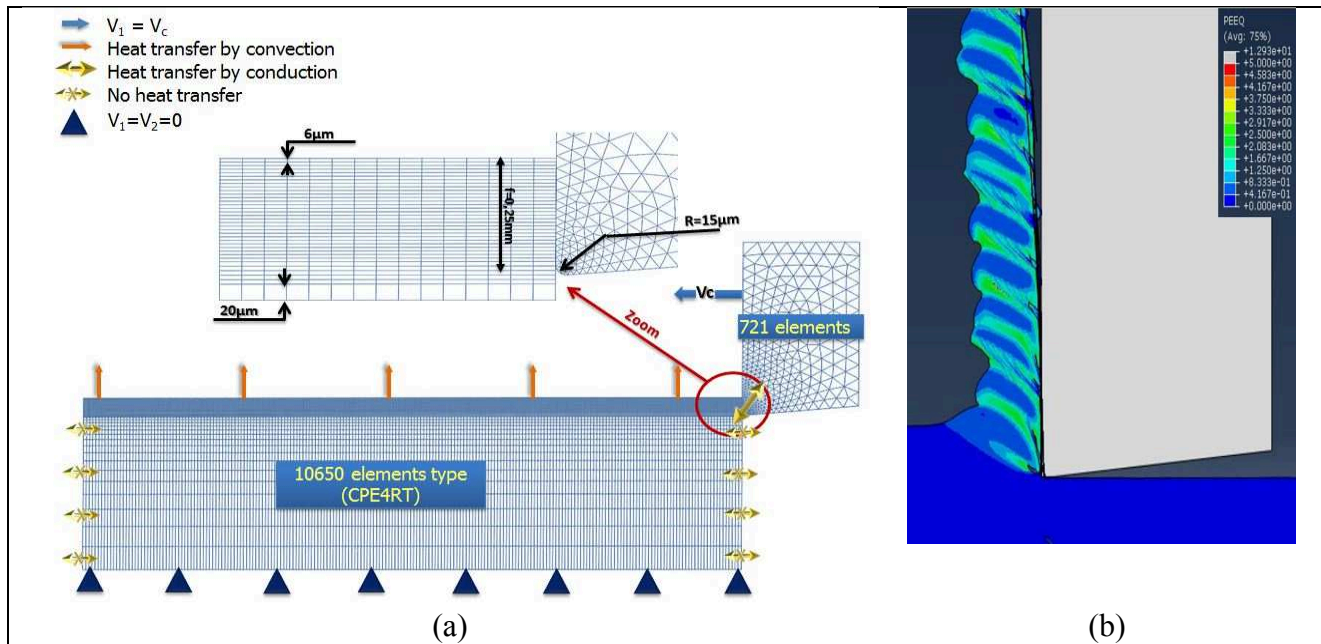 V₁ = V꜀
Heat transfer by convection
Heat transfer by conduction
No heat transfer
V₁=V₂=0
6µm
f=0,25mm
R=15µm
20µm
Vc
721 elements
Zoom
10650 elements type
(CPE4RT)
(a)
PEEQ
(Avg: 75%)
+1.293e+01
+5.000e+00
+4.583e+00
+4.167e+00
+3.750e+00
+3.333e+00
+2.917e+00
+2.500e+00
+2.083e+00
+1.667e+00
+1.250e+00
+8.333e-01
+4.167e-01
+0.000e+00
(b)